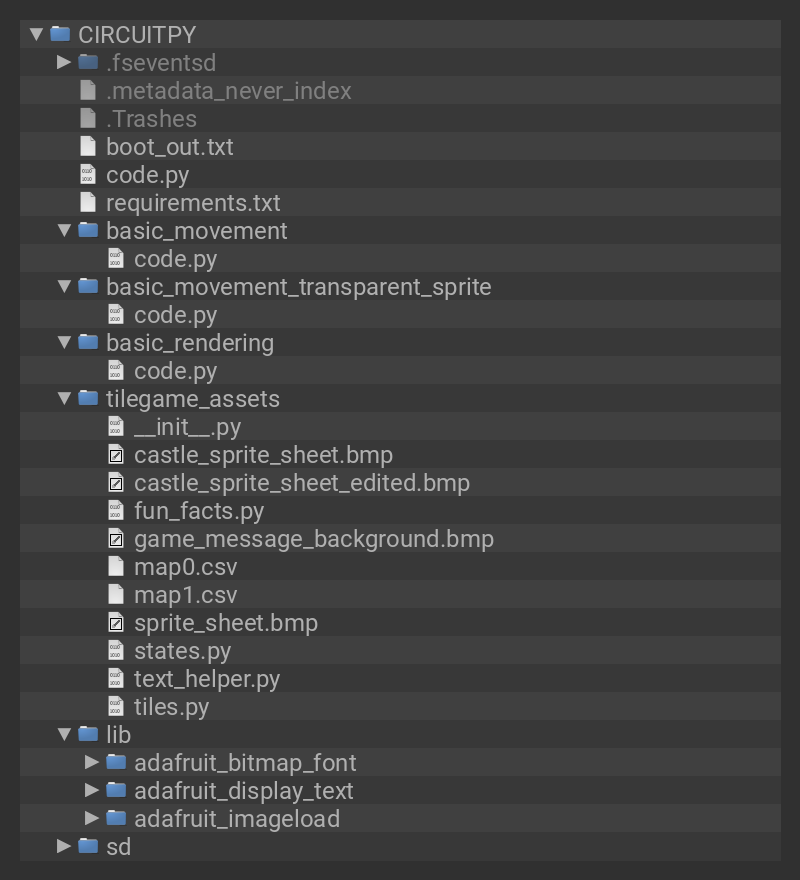 CIRCUITPY
.fseventsd
.metadata_never_index
.Trashes
boot_out.txt
code.py
requirements.txt
basic_movement
code.py
basic_movement_transparent_sprite
code.py
basic_rendering
code.py
tilegame_assets
__init__.py
castle_sprite_sheet.bmp
castle_sprite_sheet_edited.bmp
fun_facts.py
game_message_background.bmp
map0.csv
map1.csv
sprite_sheet.bmp
states.py
text_helper.py
tiles.py
lib
adafruit_bitmap_font
adafruit_display_text
adafruit_imageload
sd